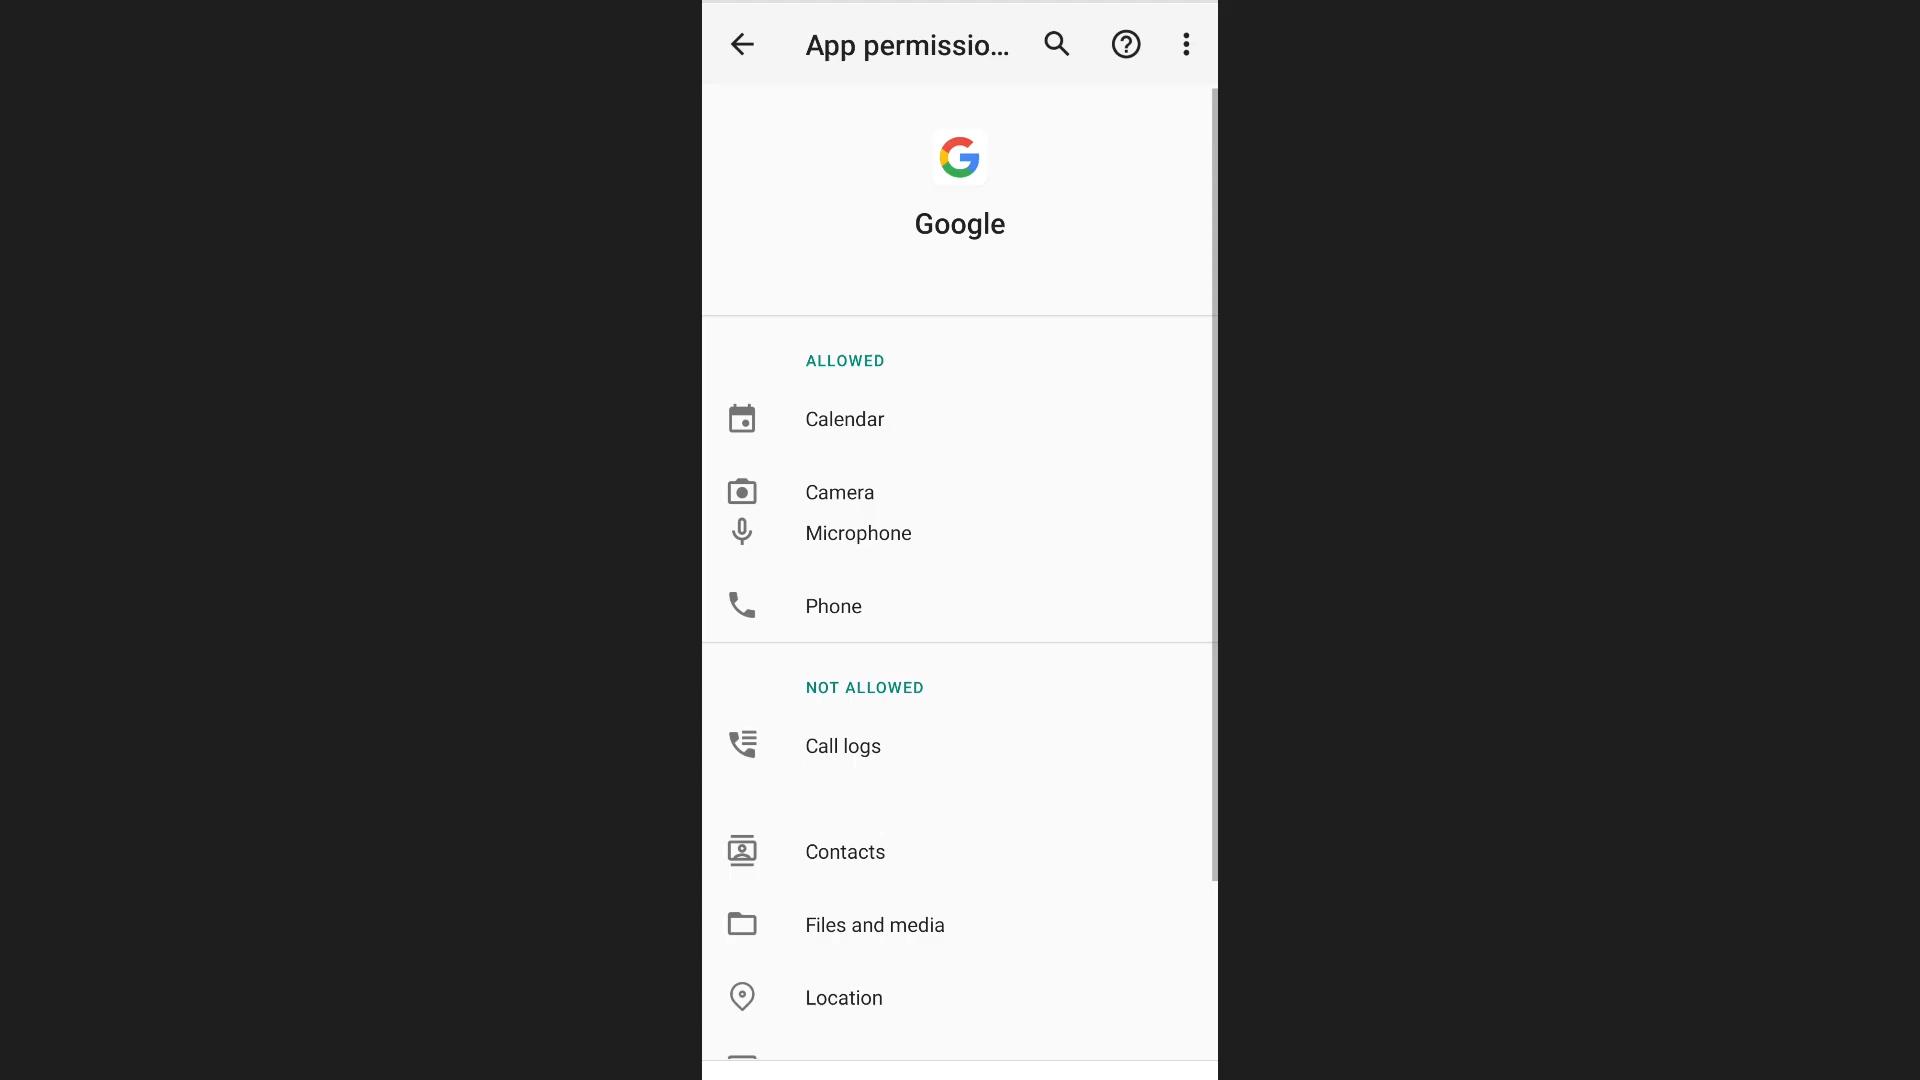 App permissio...
Google
ALLOWED
Calendar
Camera
Microphone
Phone
NOT ALLOWED
Call logs
Contacts
Files and media
Location